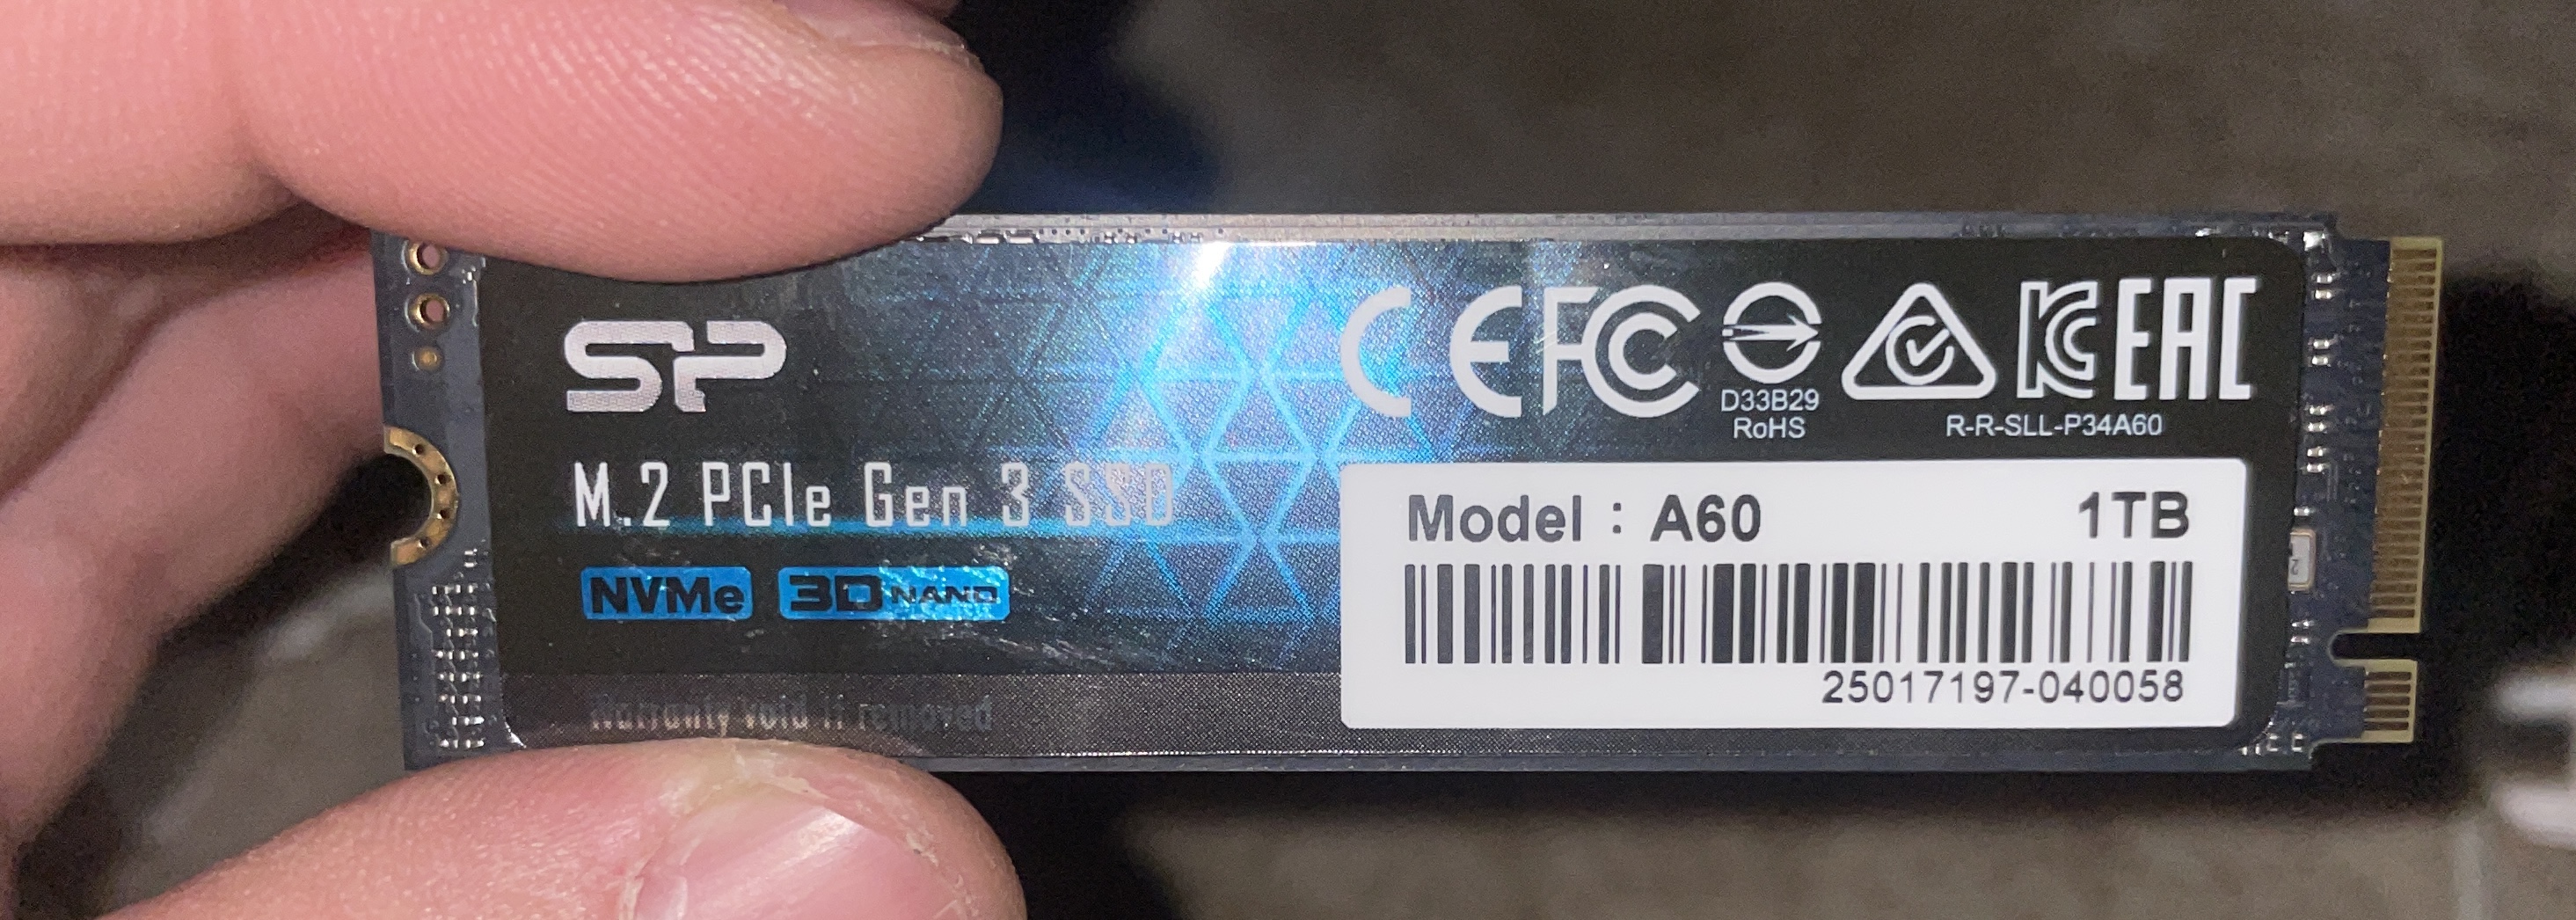 SP
M.2 PCIe Gen 3 SSD
NVMe 3D NAND
Warranty void if removed
CE FC
D33B29
RoHS
KC EAC
R-R-SLL-P34A60
Model : A60 1TB
25017197-040058